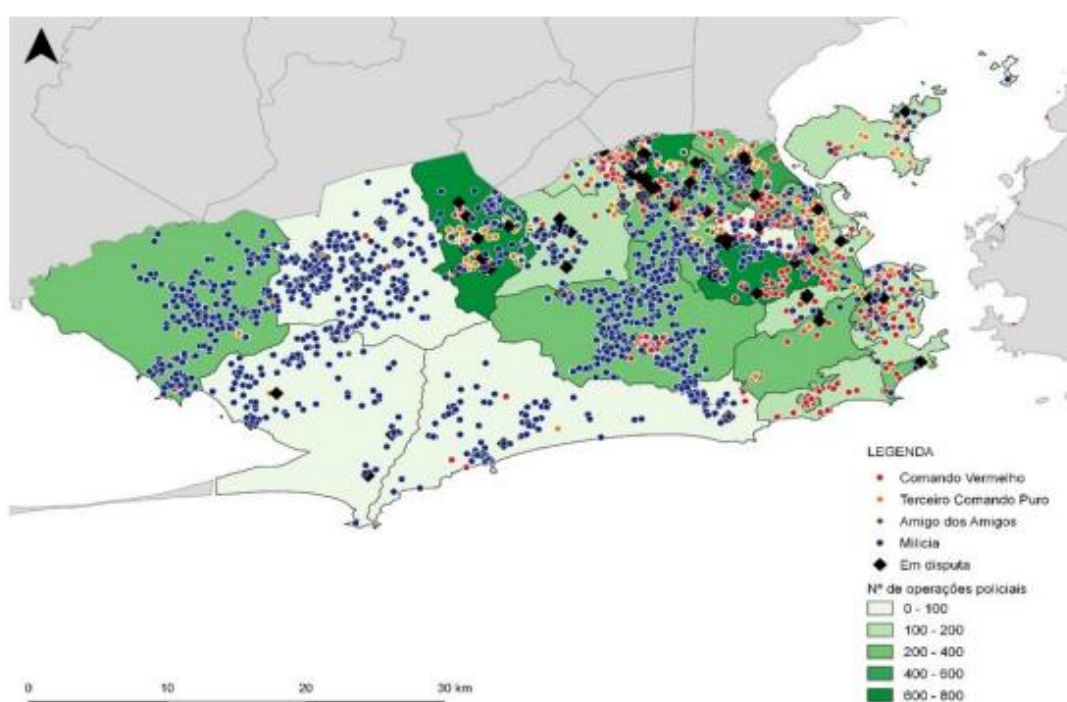 LEGENDA
Comando Vermelho
Terceiro Comando Puro
Amigo dos Amigos
Milícia
Em disputa
Nº de operações policiais
0 - 100
100 - 200
200 - 400
400 - 600
600 - 800
0 10 20 30 km